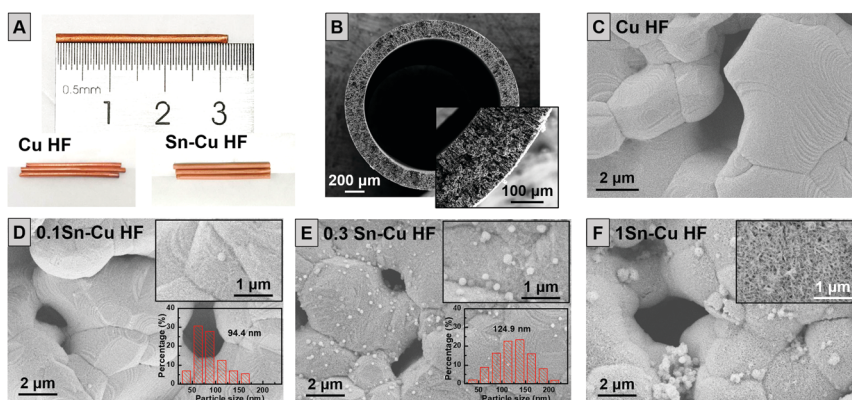 A
0.5mm
1 2 3
Cu HF
Sn-Cu HF
B
200 µm
100 µm
C Cu HF
2 µm
D 0.1Sn-Cu HF
1 µm
Percentage (%)
40
30
20
10
0
94.4 nm
50 100 150 200
Particle size (nm)
2 µm
E 0.3 Sn-Cu HF
1 µm
Percentage (%)
40
30
20
10
0
124.9 nm
50 100 150 200
Particle size (nm)
2 µm
F 1Sn-Cu HF
1 µm
2 µm